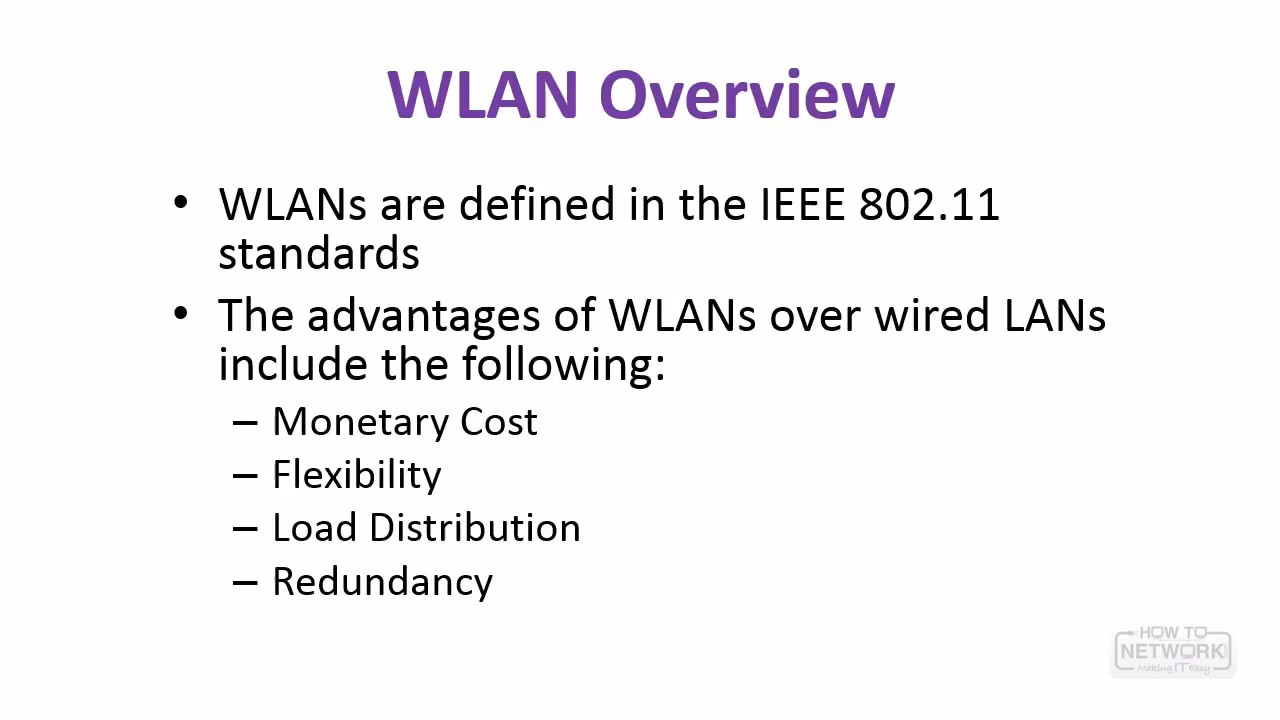 WLAN Overview
• WLANs are defined in the IEEE 802.11
standards
• The advantages of WLANs over wired LANs
include the following:
– Monetary Cost
– Flexibility
– Load Distribution
– Redundancy
HOW TO
NETWORK
Making IT Easy